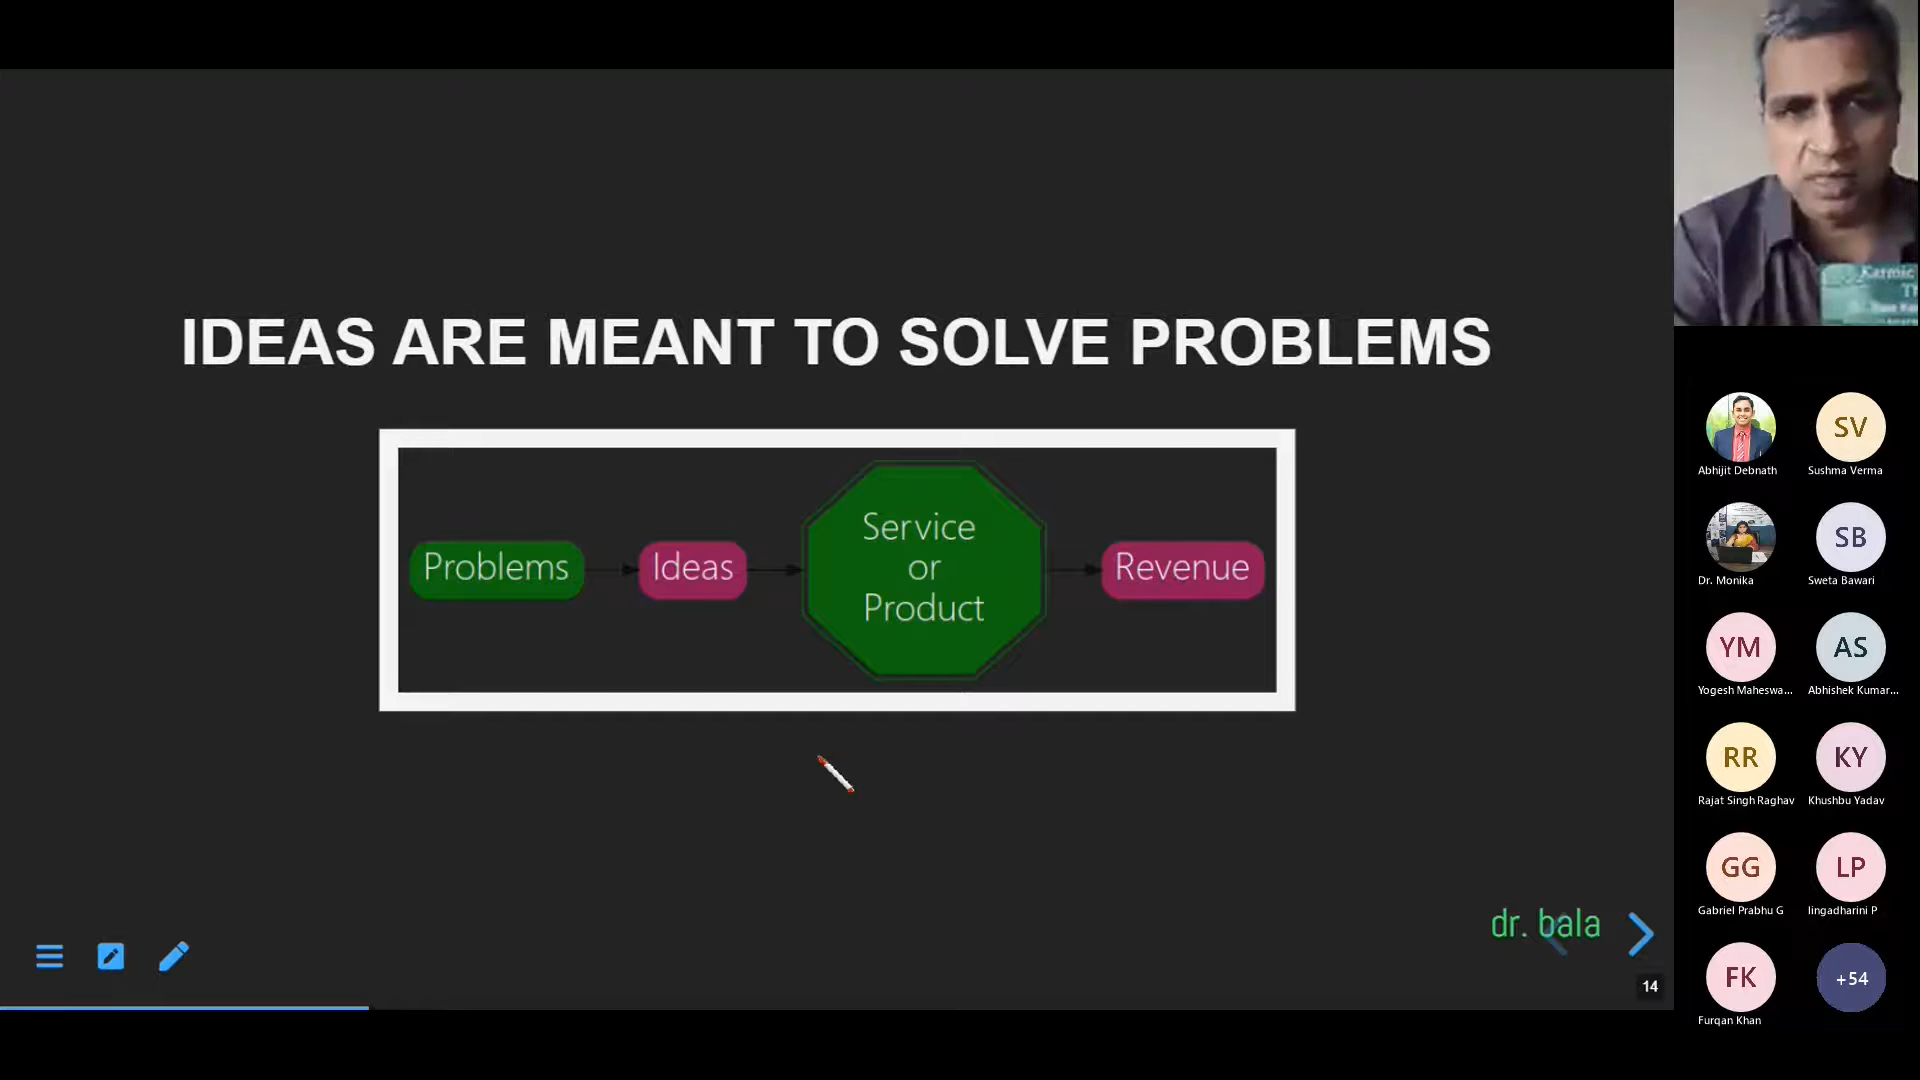 IDEAS ARE MEANT TO SOLVE PROBLEMS
Problems
Ideas
Service
or
Product
Revenue
dr. bala
14
Karmic
Abhijit Debnath
SV
Sushma Verma
Dr. Monika
SB
Sweta Bawari
YM
Yogesh Maheswa...
AS
Abhishek Kumar...
RR
Rajat Singh Raghav
KY
Khushbu Yadav
GG
Gabriel Prabhu G
LP
lingadharini P
FK
Furqan Khan
+54